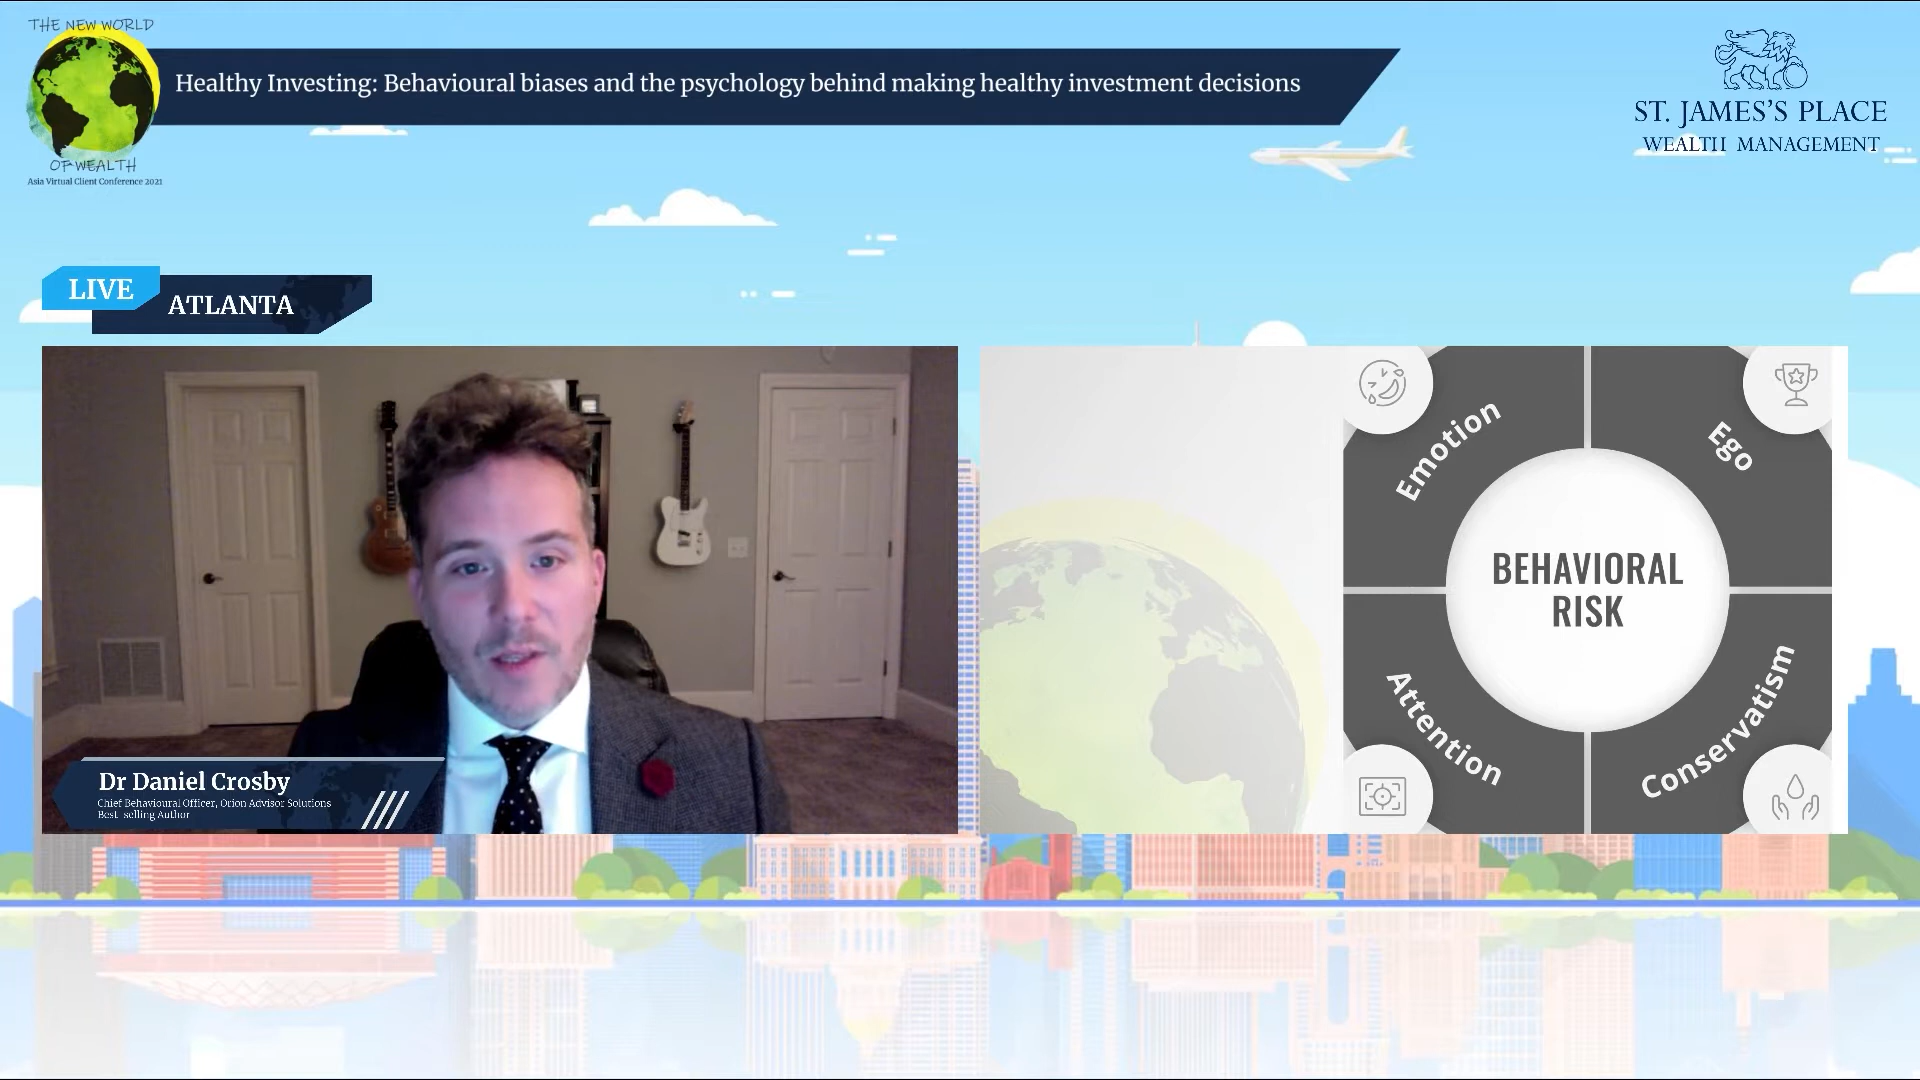 THE NEW WORLD
OF WEALTH
Asia Virtual Client Conference 2021
Healthy Investing: Behavioural biases and the psychology behind making healthy investment decisions
ST. JAMES'S PLACE
WEALTH MANAGEMENT
LIVE
ATLANTA
Dr Daniel Crosby
Chief Behavioural Officer, Orion Advisor Solutions
Best-selling Author
Emotion
Ego
BEHAVIORAL
RISK
Attention
Conservatism